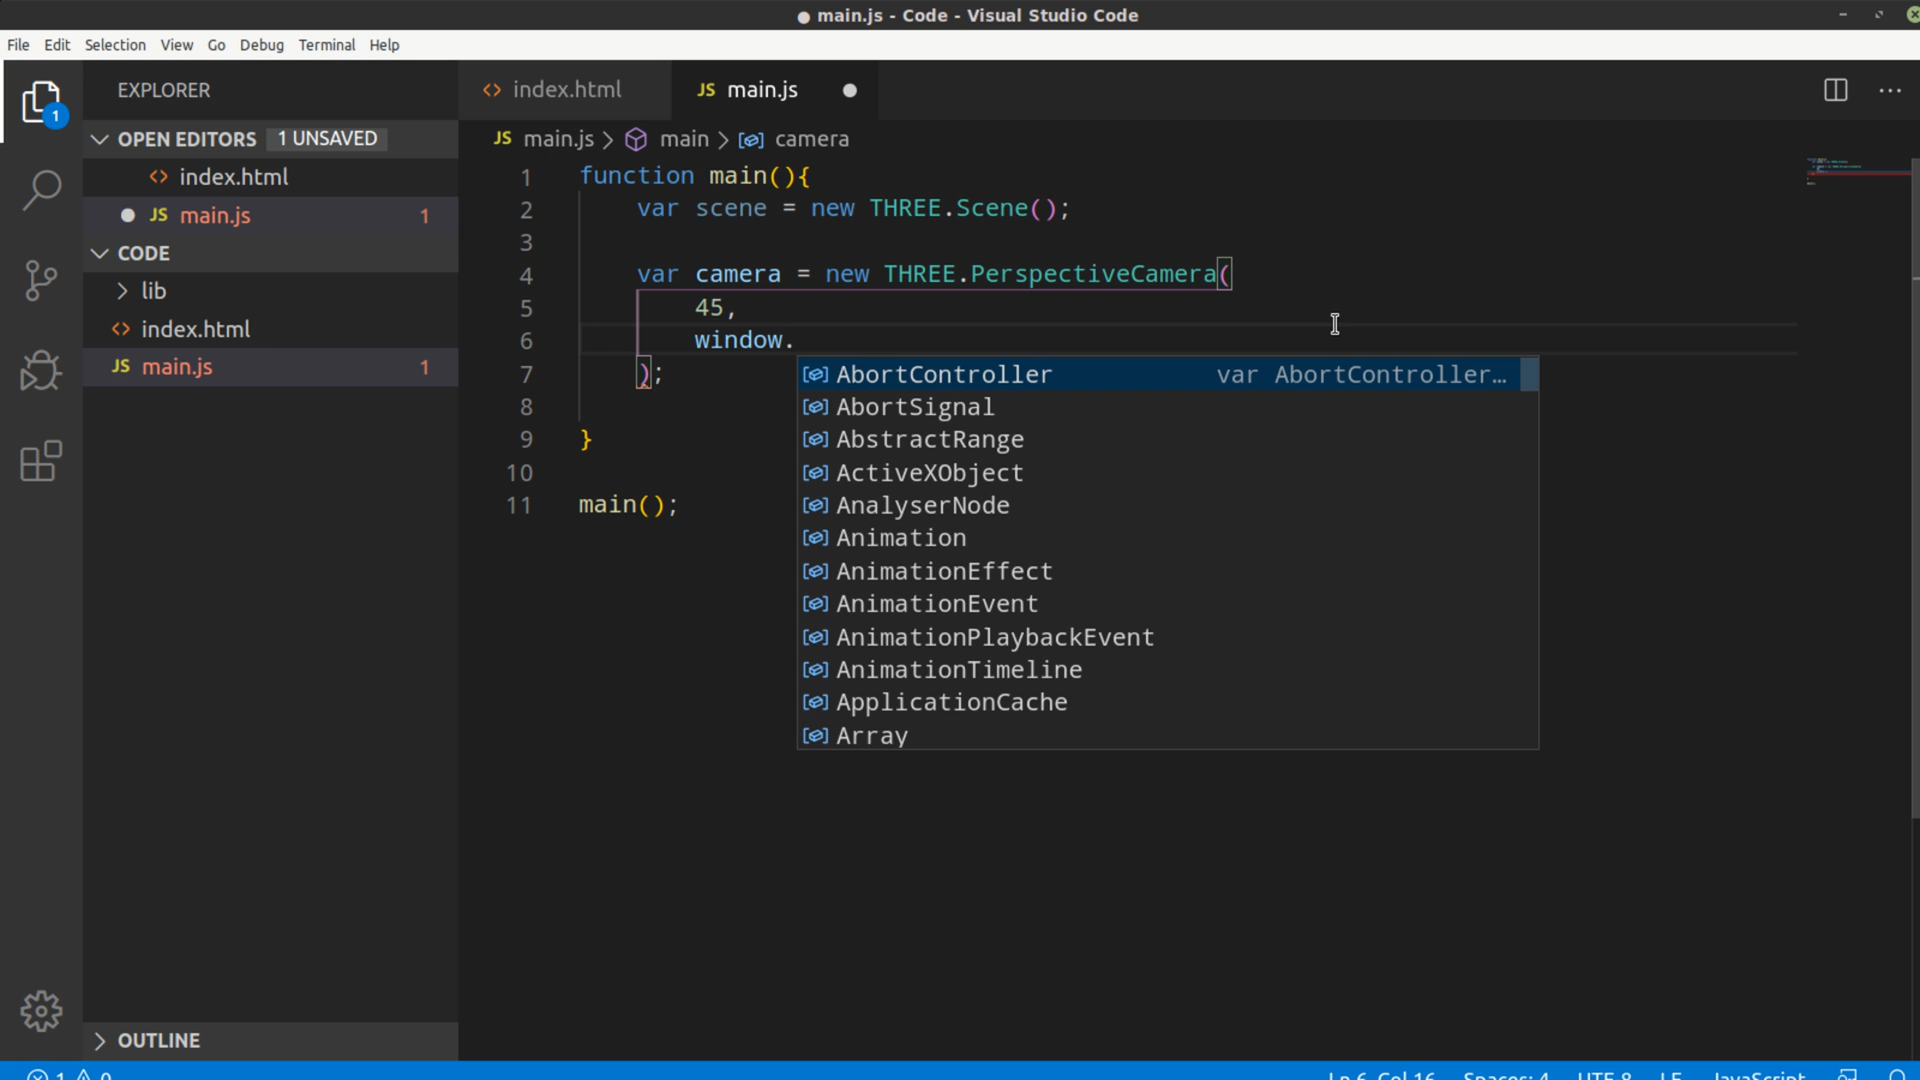 main.js - Code - Visual Studio Code
File Edit Selection View Go Debug Terminal Help
1
EXPLORER
OPEN EDITORS 1 UNSAVED
index.html
JS main.js 1
CODE
lib
index.html
JS main.js 1
OUTLINE
index.html JS main.js
JS main.js > main > camera
1 function main(){
2 var scene = new THREE.Scene();
3
4 var camera = new THREE.PerspectiveCamera(
5 45,
6 window.
7 );
8
9 }
10
11 main();
AbortController var AbortController…
AbortSignal
AbstractRange
ActiveXObject
AnalyserNode
Animation
AnimationEffect
AnimationEvent
AnimationPlaybackEvent
AnimationTimeline
ApplicationCache
Array
1 0 Ln 6, Col 16 Spaces: 4 UTF-8 LF JavaScript